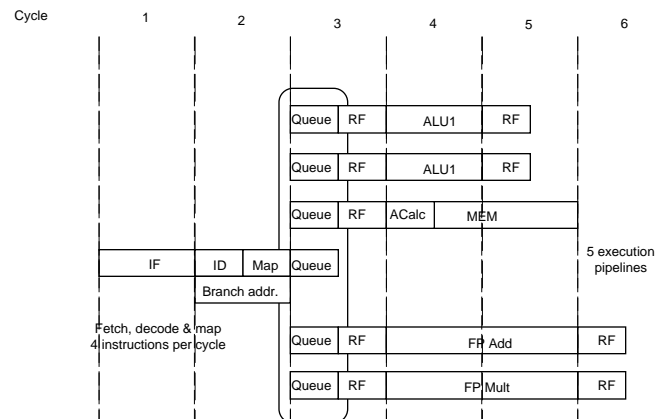 Cycle 1 2 3 4 5 6
Queue RF ALU1 RF
Queue RF ALU1 RF
Queue RF ACalc MEM
IF ID Map Queue
5 execution
pipelines
Branch addr.
Fetch, decode & map
4 instructions per cycle
Queue RF FP Add RF
Queue RF FP Mult RF